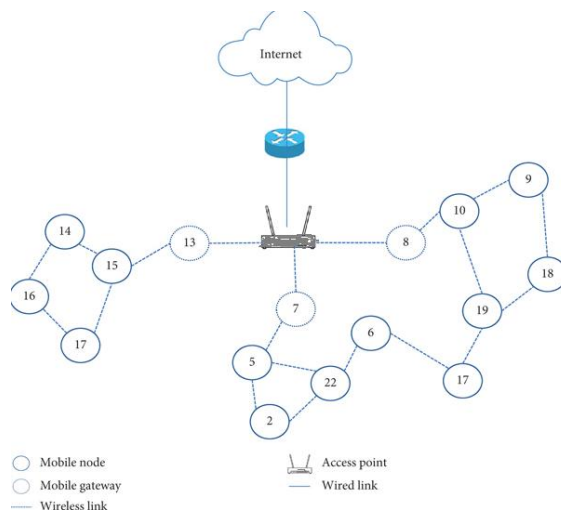 Internet
9
10
14
13
8
15
18
16
7
19
6
17
5
22
17
2
Mobile node
Access point
Mobile gateway
Wired link
Wireless link